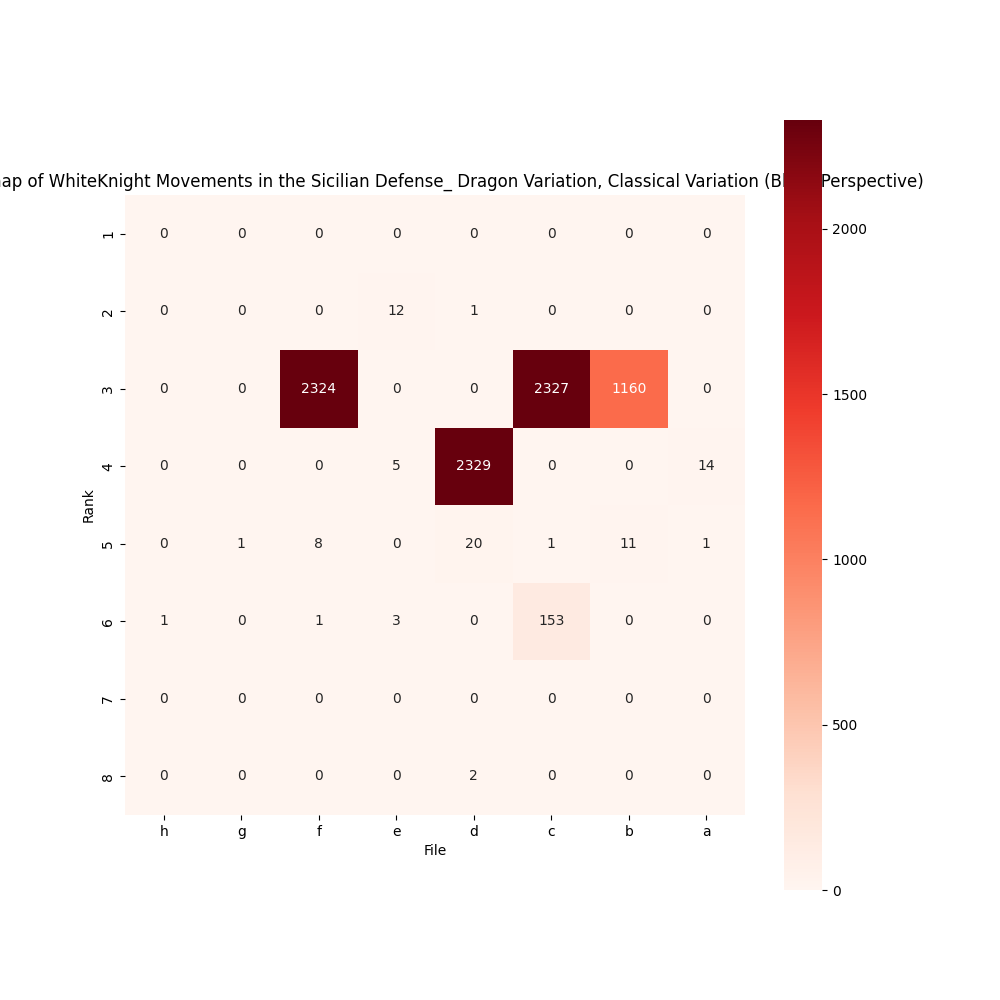 ap of WhiteKnight Movements in the Sicilian Defense_ Dragon Variation, Classical Variation (Bl Perspective)
1 0 0 0 0 0 0 0 0
2 0 0 0 12 1 0 0 0
3 0 0 2324 0 0 2327 1160 0
4 0 0 0 5 2329 0 0 14
5 0 1 8 0 20 1 11 1
6 1 0 1 3 0 153 0 0
7 0 0 0 0 0 0 0 0
8 0 0 0 0 2 0 0 0
h g f e d c b a
File
Rank
2000
1500
1000
500
0